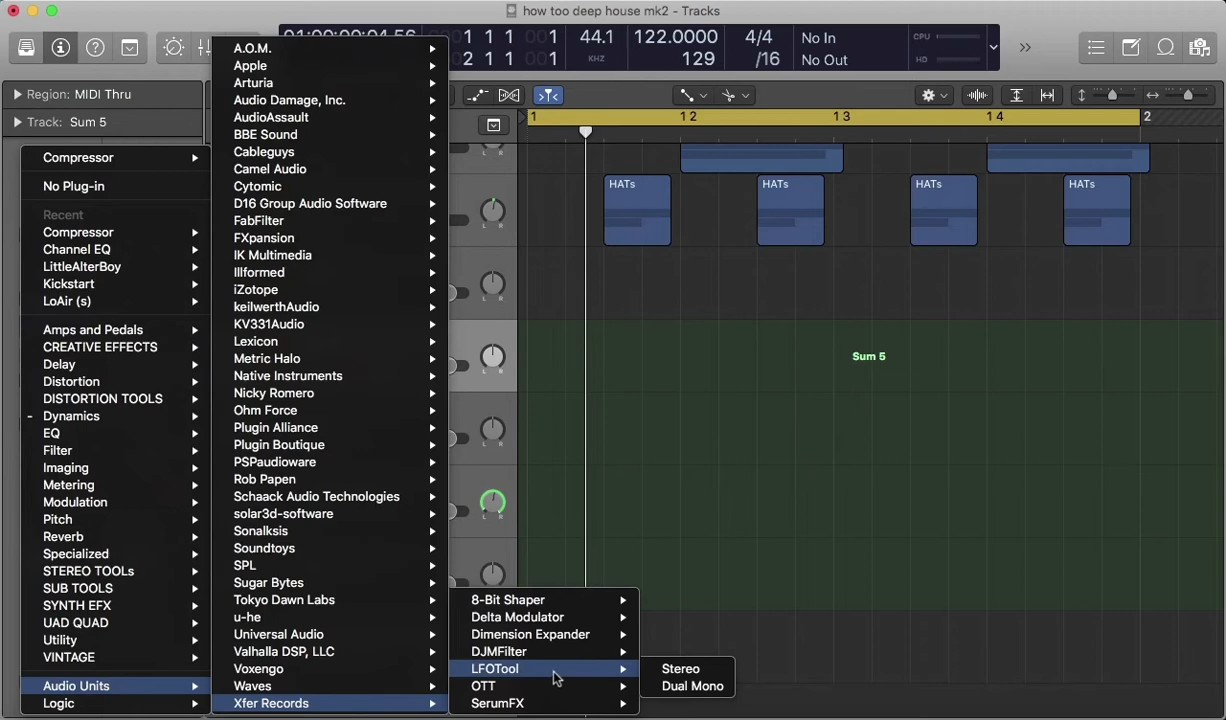 how too deep house mk2 - Tracks
1 1 1
1
44.1
KHZ
122.0000
129
4/4
/16
No In
No Out
CPU
HD
2 1 1
1
Region: MIDI Thru
Track: Sum 5
1
1 2
1 3
1 4
2
HATs
HATs
HATs
HATs
Sum 5
L R
L R
L R
L R
L R
Compressor
No Plug-in
Recent
Compressor
Channel EQ
LittleAlterBoy
Kickstart
LoAir (s)
Amps and Pedals
CREATIVE EFFECTS
Delay
Distortion
DISTORTION TOOLS
- Dynamics
EQ
Filter
Imaging
Metering
Modulation
Pitch
Reverb
Specialized
STEREO TOOLs
SUB TOOLS
SYNTH EFX
UAD QUAD
Utility
VINTAGE
Audio Units
Logic
A.O.M.
Apple
Arturia
Audio Damage, Inc.
AudioAssault
BBE Sound
Cableguys
Camel Audio
Cytomic
D16 Group Audio Software
FabFilter
FXpansion
IK Multimedia
Illformed
iZotope
keilwerthAudio
KV331Audio
Lexicon
Metric Halo
Native Instruments
Nicky Romero
Ohm Force
Plugin Alliance
Plugin Boutique
PSPaudioware
Rob Papen
Schaack Audio Technologies
solar3d-software
Sonalksis
Soundtoys
SPL
Sugar Bytes
Tokyo Dawn Labs
u-he
Universal Audio
Valhalla DSP, LLC
Voxengo
Waves
Xfer Records
8-Bit Shaper
Delta Modulator
Dimension Expander
DJMFilter
LFOTool
OTT
SerumFX
Stereo
Dual Mono